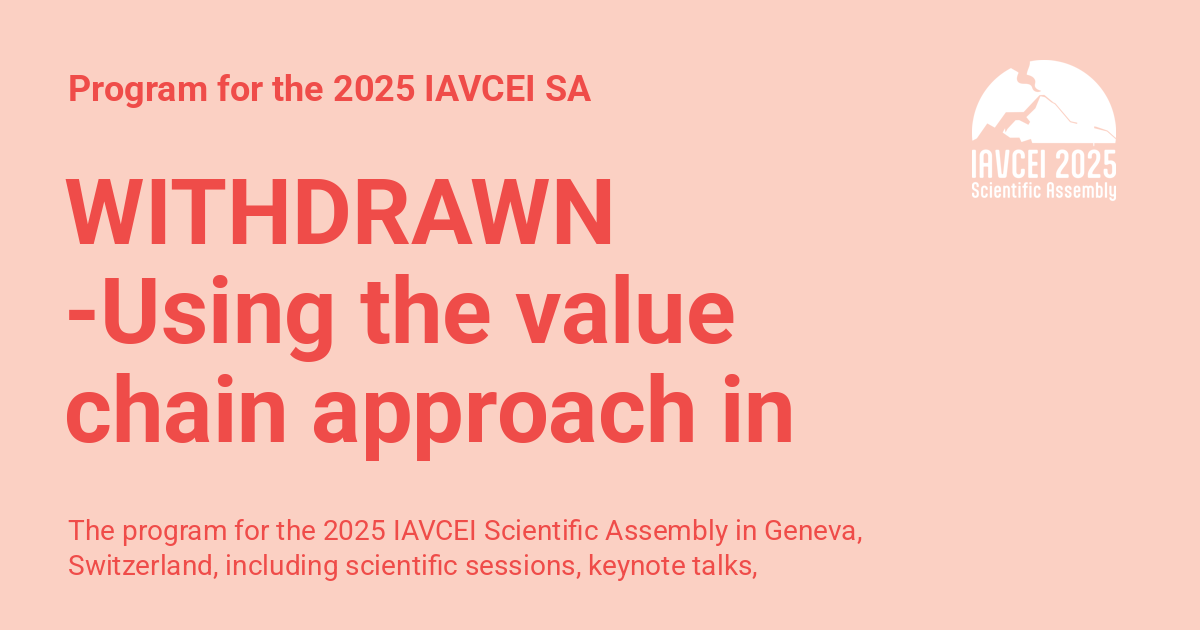 Program for the 2025 IAVCEI SA
IAVCEI 2025
Scientific Assembly
WITHDRAWN
-Using the value
chain approach in
The program for the 2025 IAVCEI Scientific Assembly in Geneva,
Switzerland, including scientific sessions, keynote talks,